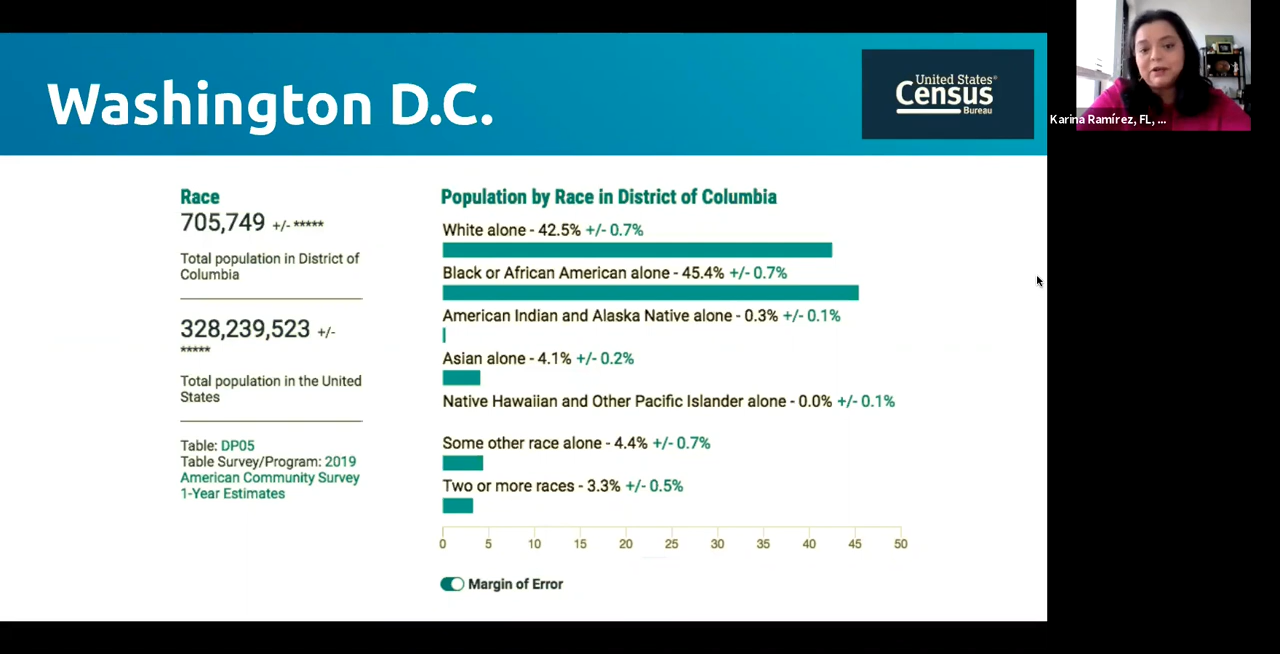 Washington D.C.
United States®
Census
Bureau
Karina Ramírez, FL, ...
Race
705,749 +/- *****
Total population in District of
Columbia
328,239,523 +/-
*****
Total population in the United
States
Table: DP05
Table Survey/Program: 2019
American Community Survey
1-Year Estimates
Population by Race in District of Columbia
White alone - 42.5% +/- 0.7%
Black or African American alone - 45.4% +/- 0.7%
American Indian and Alaska Native alone - 0.3% +/- 0.1%
Asian alone - 4.1% +/- 0.2%
Native Hawaiian and Other Pacific Islander alone - 0.0% +/- 0.1%
Some other race alone - 4.4% +/- 0.7%
Two or more races - 3.3% +/- 0.5%
0 5 10 15 20 25 30 35 40 45 50
Margin of Error